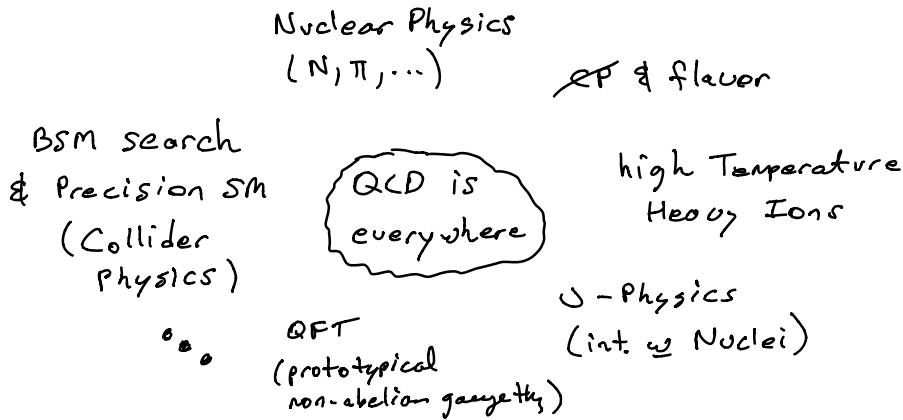 Nuclear Physics
(N, π, ...)
CP & flavor
BSM search
& Precision SM
(Collider
Physics)
QCD is
everywhere
high Temperature
Heavy Ions
ν - Physics
(int. w Nuclei)
QFT
(prototypical
non-abelian gauge thy)